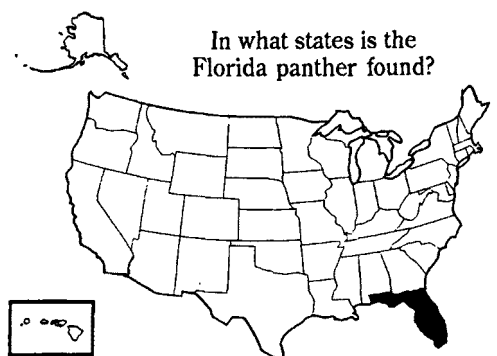 In what states is the
Florida panther found?